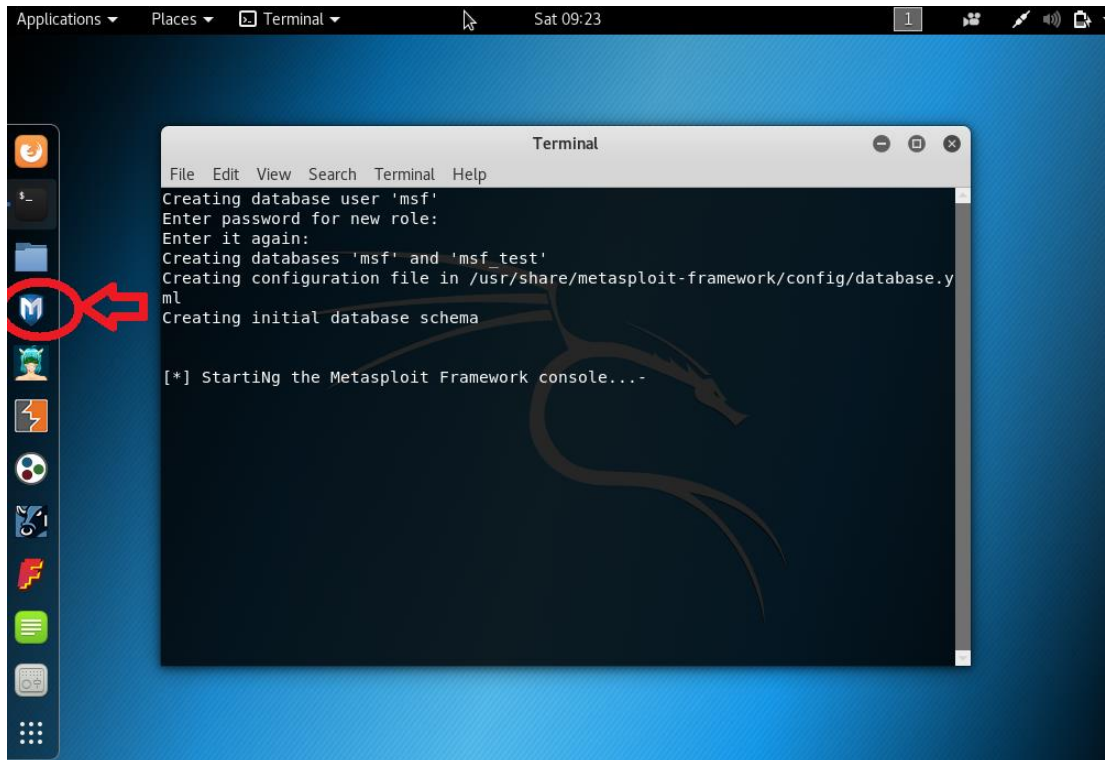 Applications Places Terminal Sat 09:23 1
Terminal
File Edit View Search Terminal Help
Creating database user 'msf'
Enter password for new role:
Enter it again:
Creating databases 'msf' and 'msf_test'
Creating configuration file in /usr/share/metasploit-framework/config/database.y
ml
Creating initial database schema
[*] StartiNg the Metasploit Framework console...-
$_
M
F